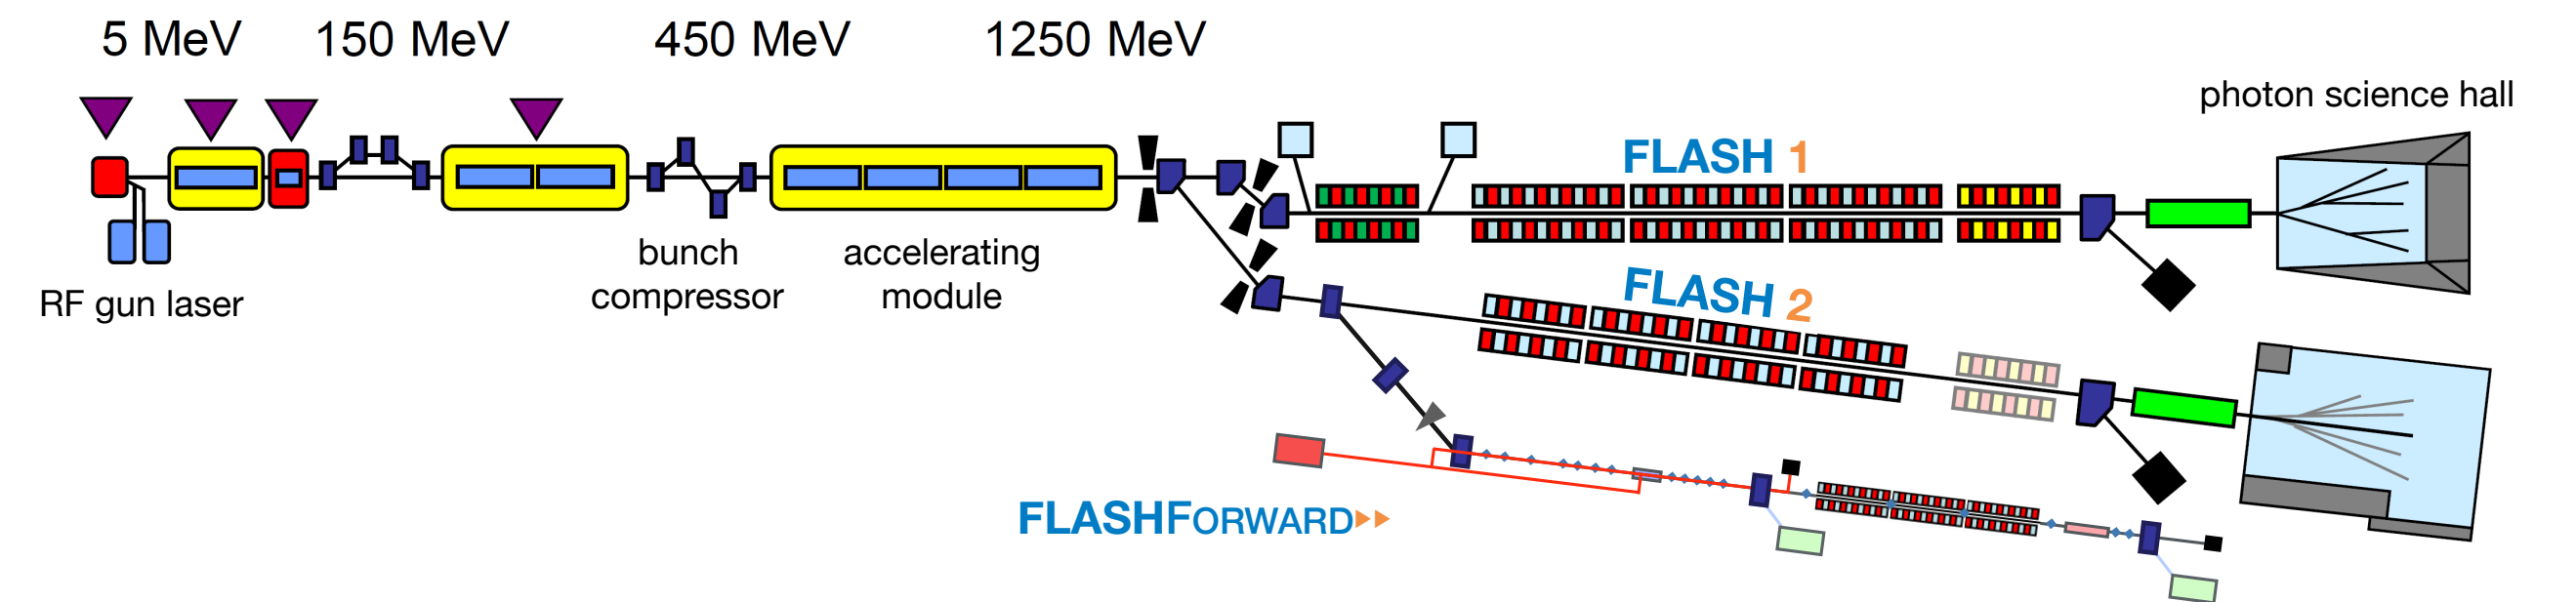 5 MeV
150 MeV
450 MeV
1250 MeV
photon science hall
FLASH 1
bunch
compressor
accelerating
module
RF gun laser
FLASH 2
FLASHFORWARD